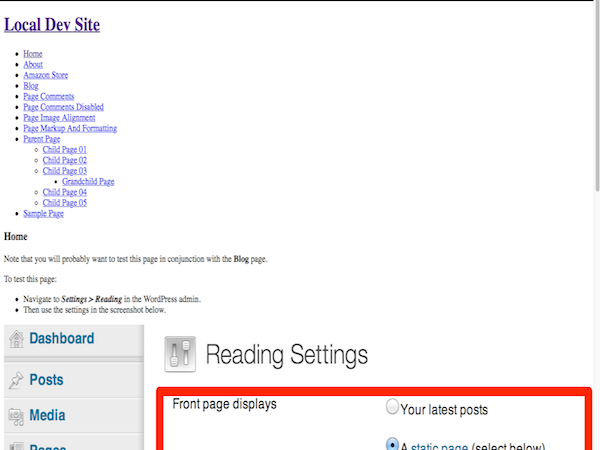 Local Dev Site
Home
About
Amazon Store
Blog
Page Comments
Page Comments Disabled
Page Image Alignment
Page Markup And Formatting
Parent Page
Child Page 01
Child Page 02
Child Page 03
Grandchild Page
Child Page 04
Child Page 05
Sample Page
Home
Note that you will probably want to test this page in conjunction with the Blog page.
To test this page:
Navigate to Settings > Reading in the WordPress admin.
Then use the settings in the screenshot below.
Dashboard
Reading Settings
Posts
Front page displays
Your latest posts
Media
A static page (select below)
Pages